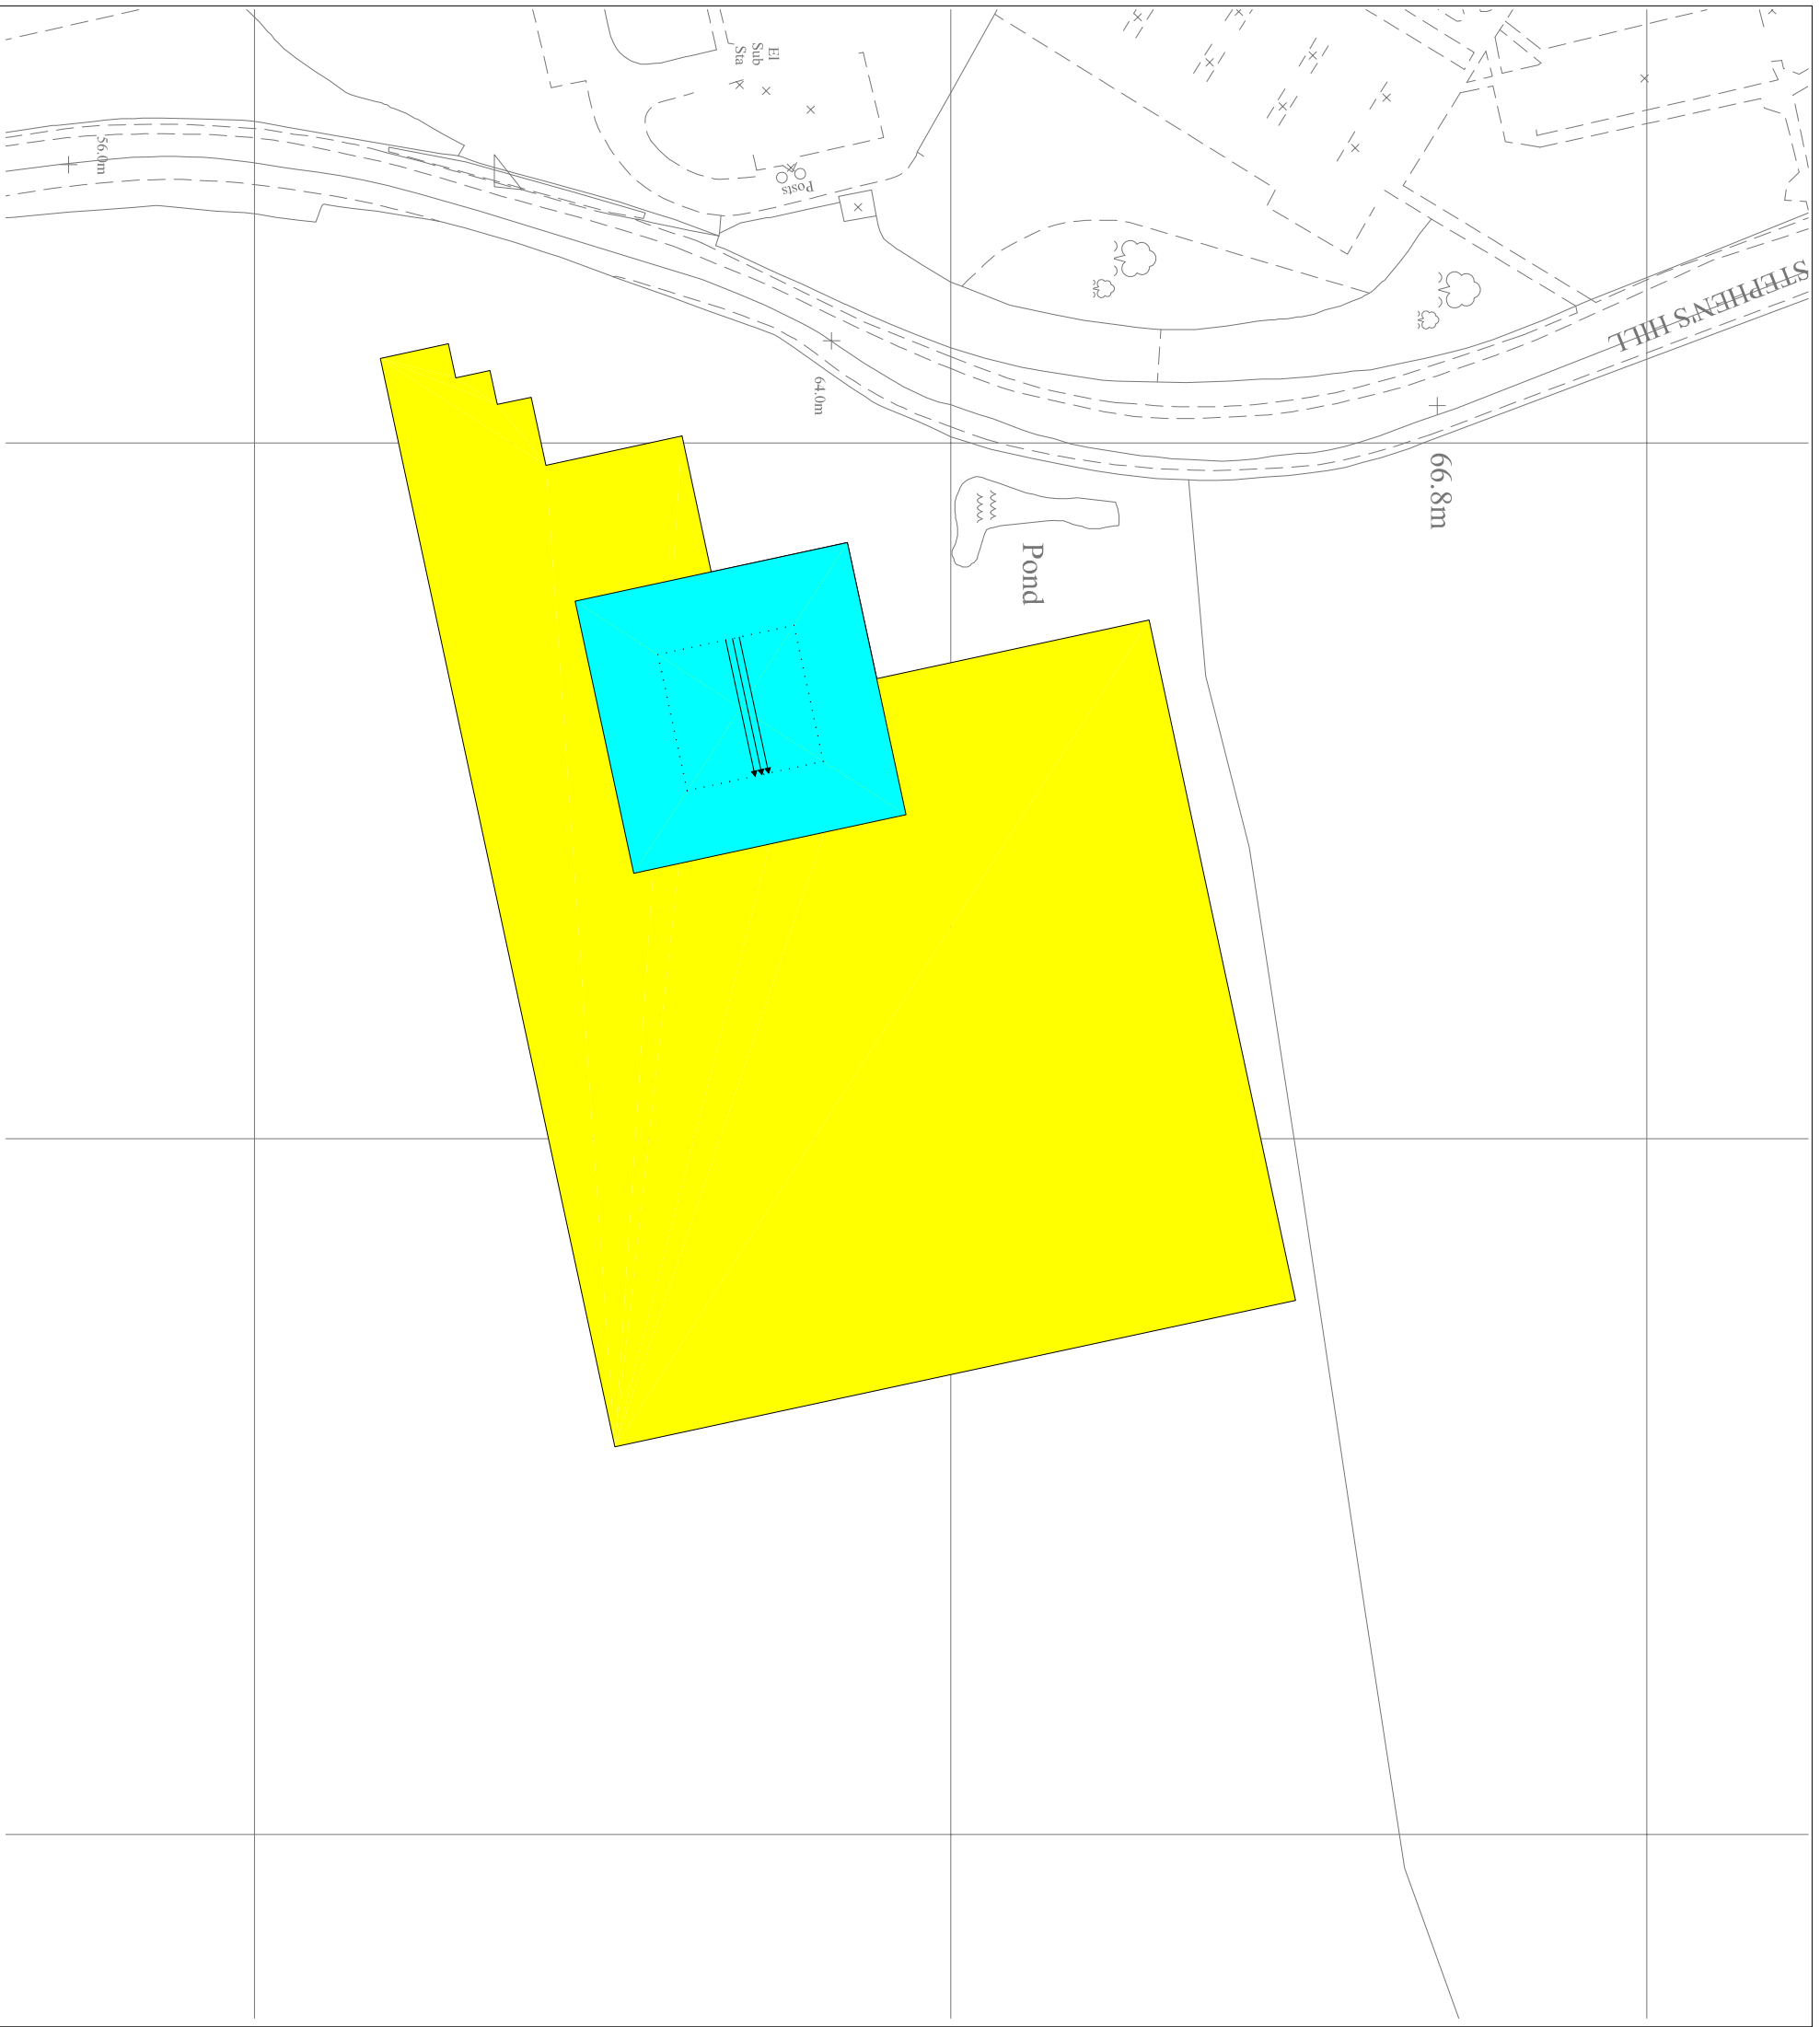 El
Sub
Sta
56.0m
Posts
STEPHEN'S HILL
64.0m
66.8m
Pond